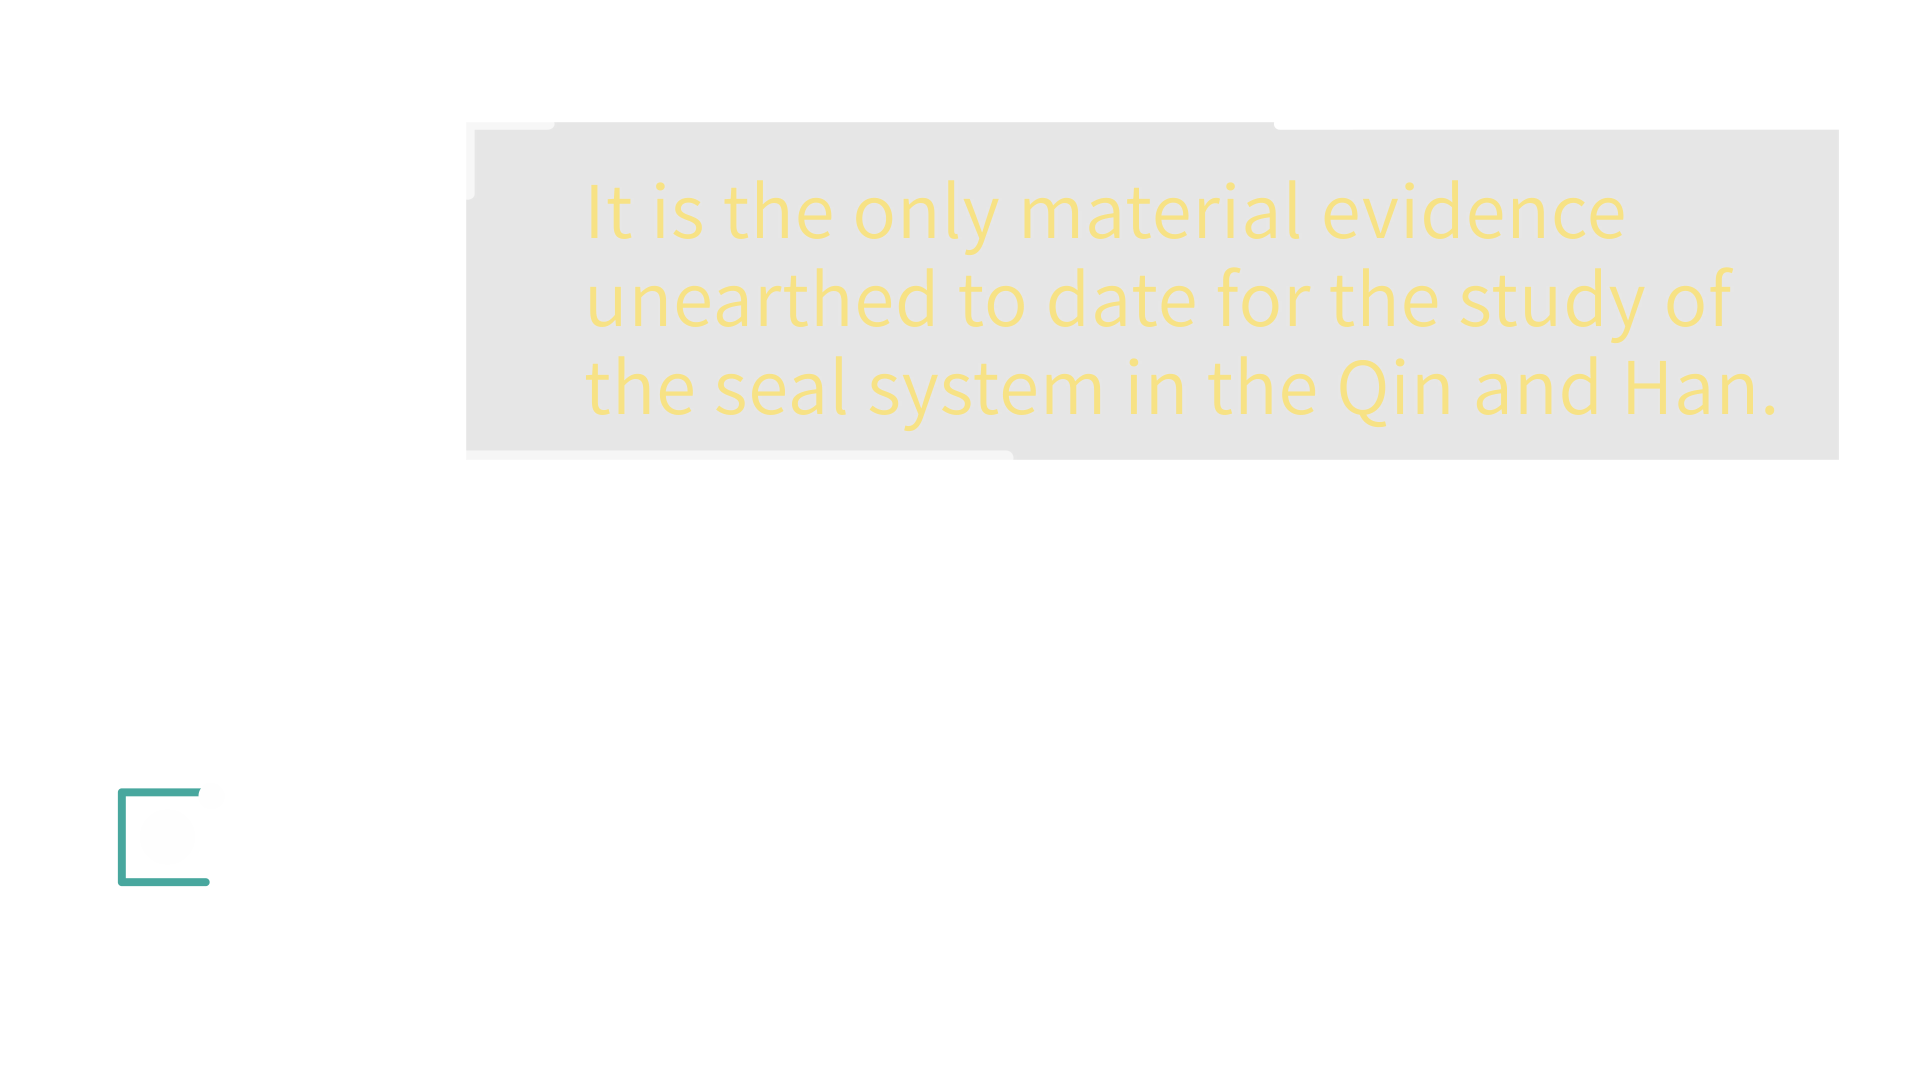 It is the only material evidence
unearthed to date for the study of
the seal system in the Qin and Han.